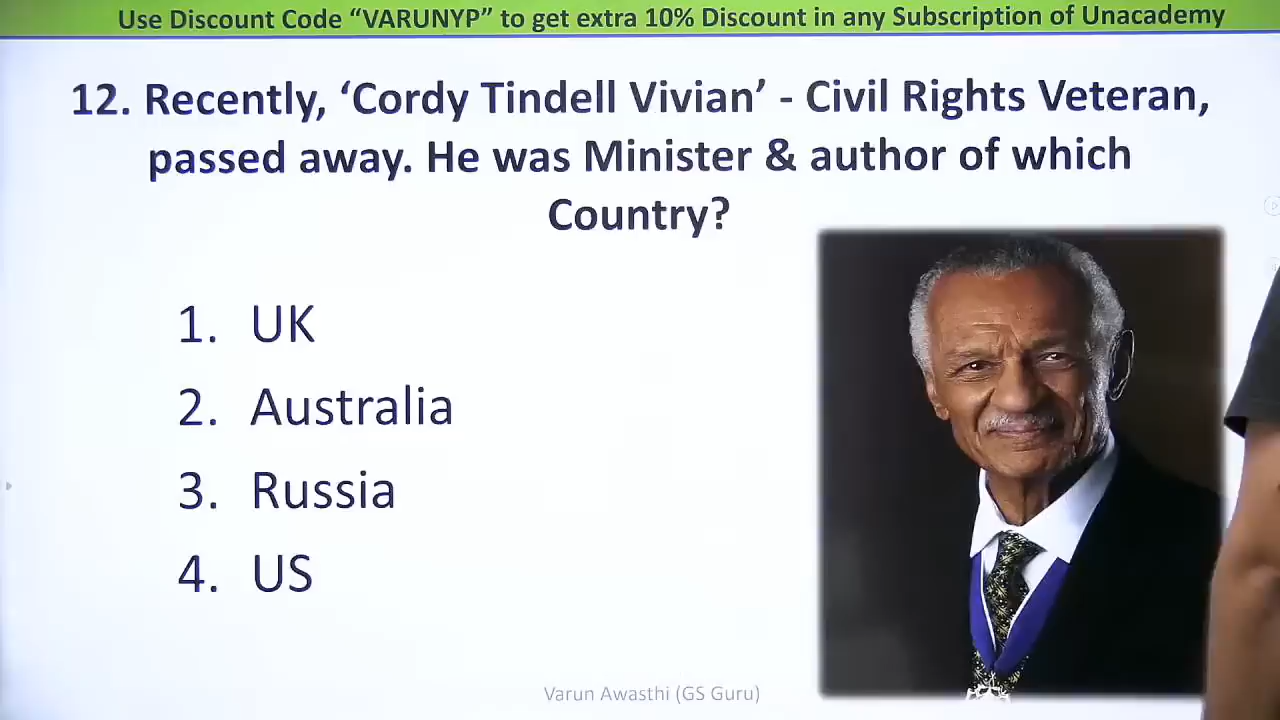 Use Discount Code “VARUNYP” to get extra 10% Discount in any Subscription of Unacademy
12. Recently, ‘Cordy Tindell Vivian’ - Civil Rights Veteran,
passed away. He was Minister & author of which
Country?
1. UK
2. Australia
3. Russia
4. US
Varun Awasthi (GS Guru)